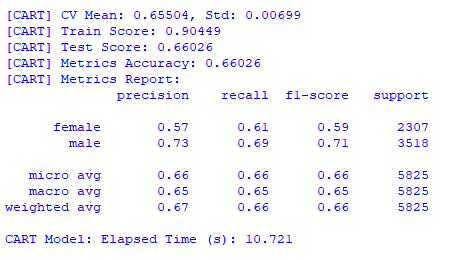 [CART] CV Mean: 0.65504, Std: 0.00699
[CART] Train Score: 0.90449
[CART] Test Score: 0.66026
[CART] Metrics Accuracy: 0.66026
[CART] Metrics Report:
precision recall f1-score support
female 0.57 0.61 0.59 2307
male 0.73 0.69 0.71 3518
micro avg 0.66 0.66 0.66 5825
macro avg 0.65 0.65 0.65 5825
weighted avg 0.67 0.66 0.66 5825
CART Model: Elapsed Time (s): 10.721